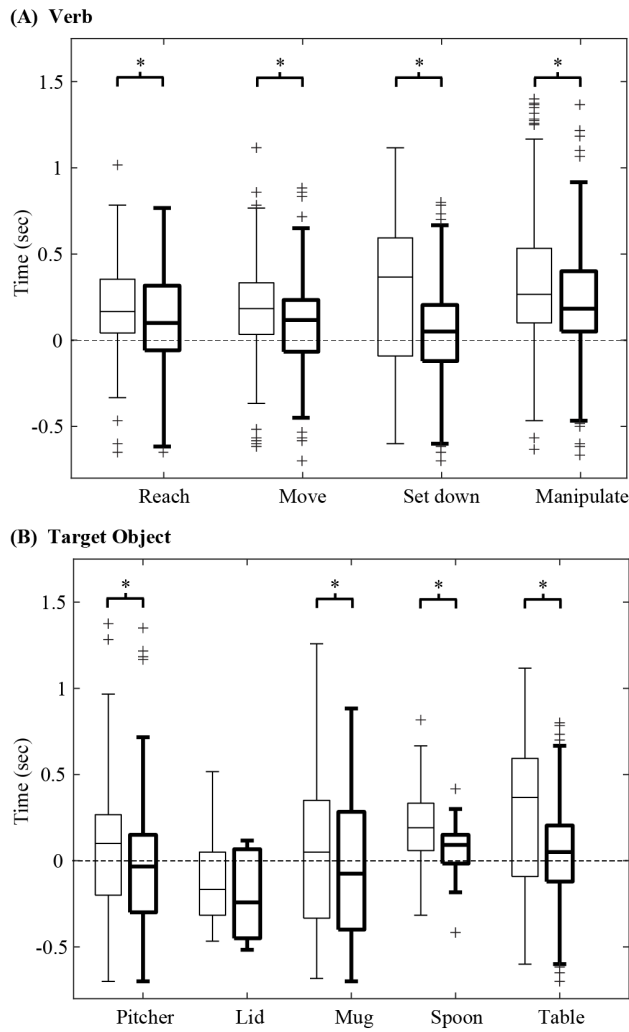 (A) Verb
* * * *
1.5
1
0.5
0
-0.5
Time (sec)
Reach Move Set down Manipulate
(B) Target Object
* * * *
1.5
1
0.5
0
-0.5
Time (sec)
Pitcher Lid Mug Spoon Table